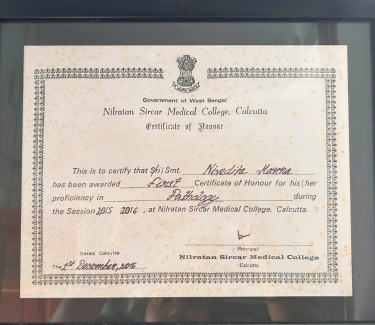 Government of West Bengal
Nilratan Sircar Medical College, Calcutta
Certificate of Honour
This is to certify that Sri|Smt. Nivedita
has been awarded First Certificate of Honour for his|her
proficiency in Pathology during
the Session 2015 2016, at Nilratan Sircar Medical College, Calcutta.
Principal
Nilratan Sircar Medical College
Calcutta
Dated, Calcutta
The 1st December, 2015